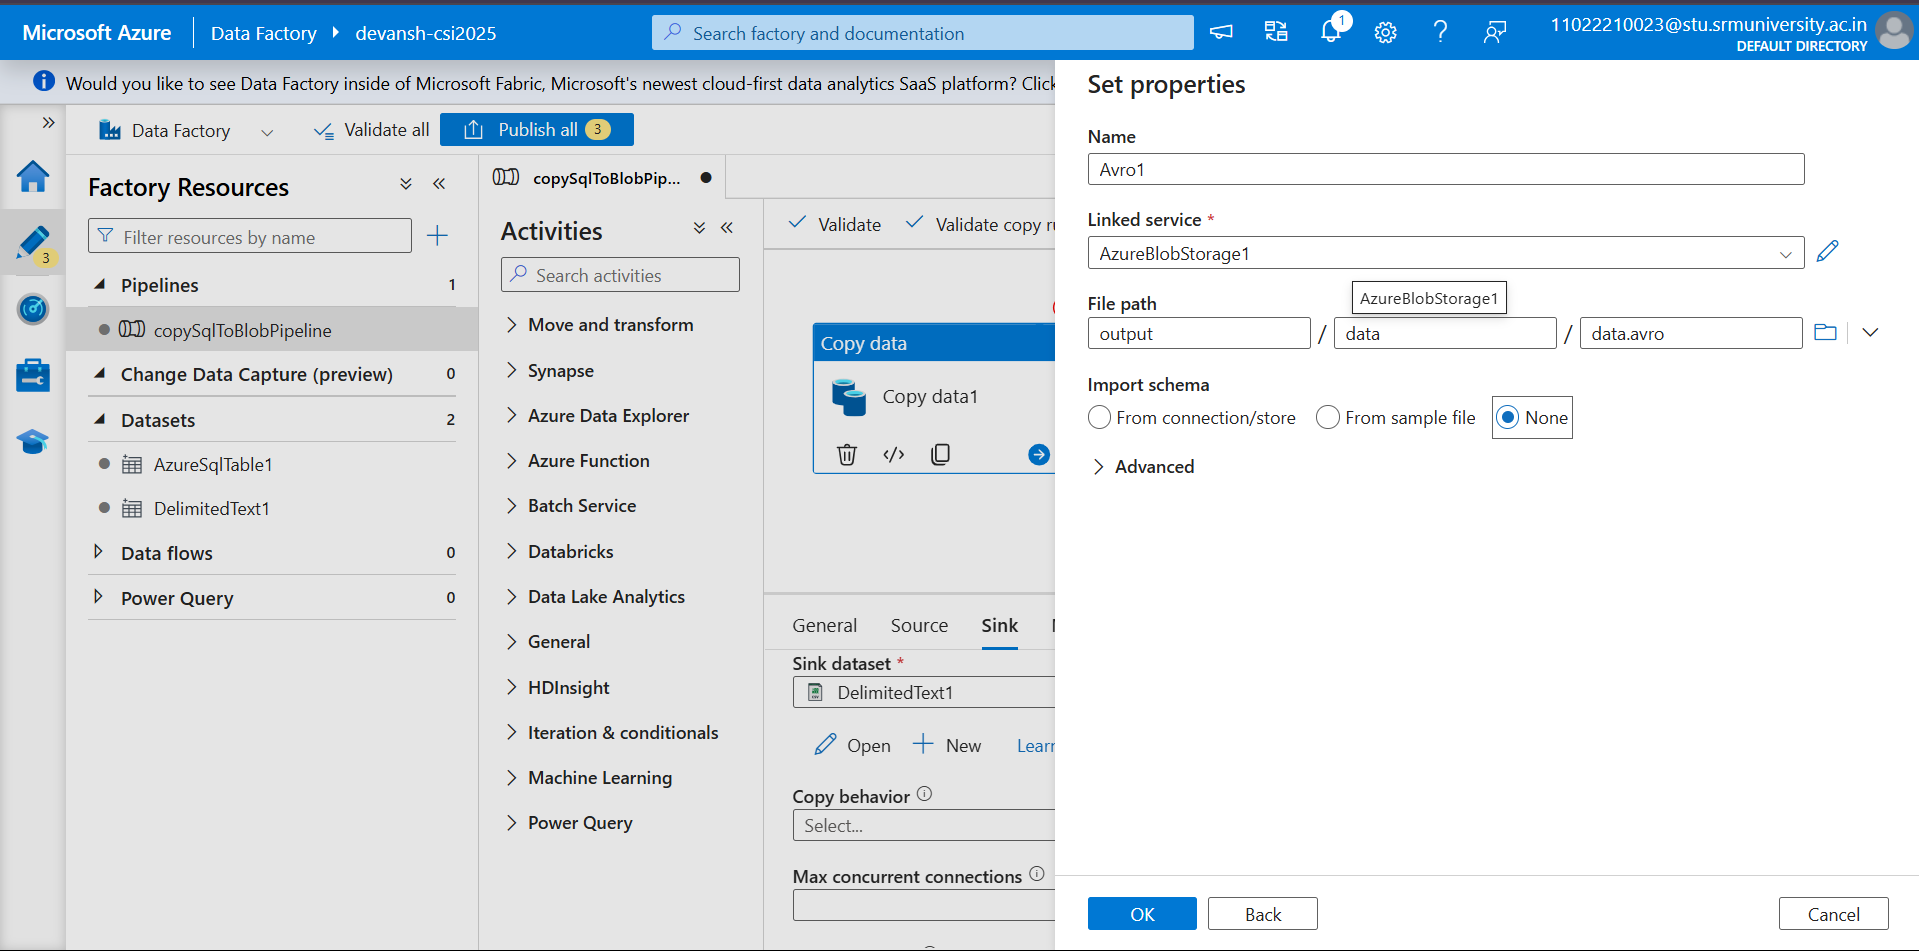 Microsoft Azure
Data Factory
devansh-csi2025
Search factory and documentation
1
11022210023@stu.srmuniversity.ac.in
DEFAULT DIRECTORY
Would you like to see Data Factory inside of Microsoft Fabric, Microsoft's newest cloud-first data analytics SaaS platform? Click
Data Factory
Validate all
Publish all 3
3
Factory Resources
Filter resources by name
Pipelines 1
copySqlToBlobPipeline
Change Data Capture (preview) 0
Datasets 2
AzureSqlTable1
DelimitedText1
Data flows 0
Power Query 0
copySqlToBlobPip...
Activities
Search activities
Move and transform
Synapse
Azure Data Explorer
Azure Function
Batch Service
Databricks
Data Lake Analytics
General
HDInsight
Iteration & conditionals
Machine Learning
Power Query
Validate
Validate copy ru
Copy data
Copy data1
General
Source
Sink
Sink dataset *
DelimitedText1
Open
New
Learn
Copy behavior
Select...
Max concurrent connections
Set properties
Name
Avro1
Linked service *
AzureBlobStorage1
AzureBlobStorage1
File path
output / data / data.avro
Import schema
From connection/store
From sample file
None
Advanced
OK
Back
Cancel